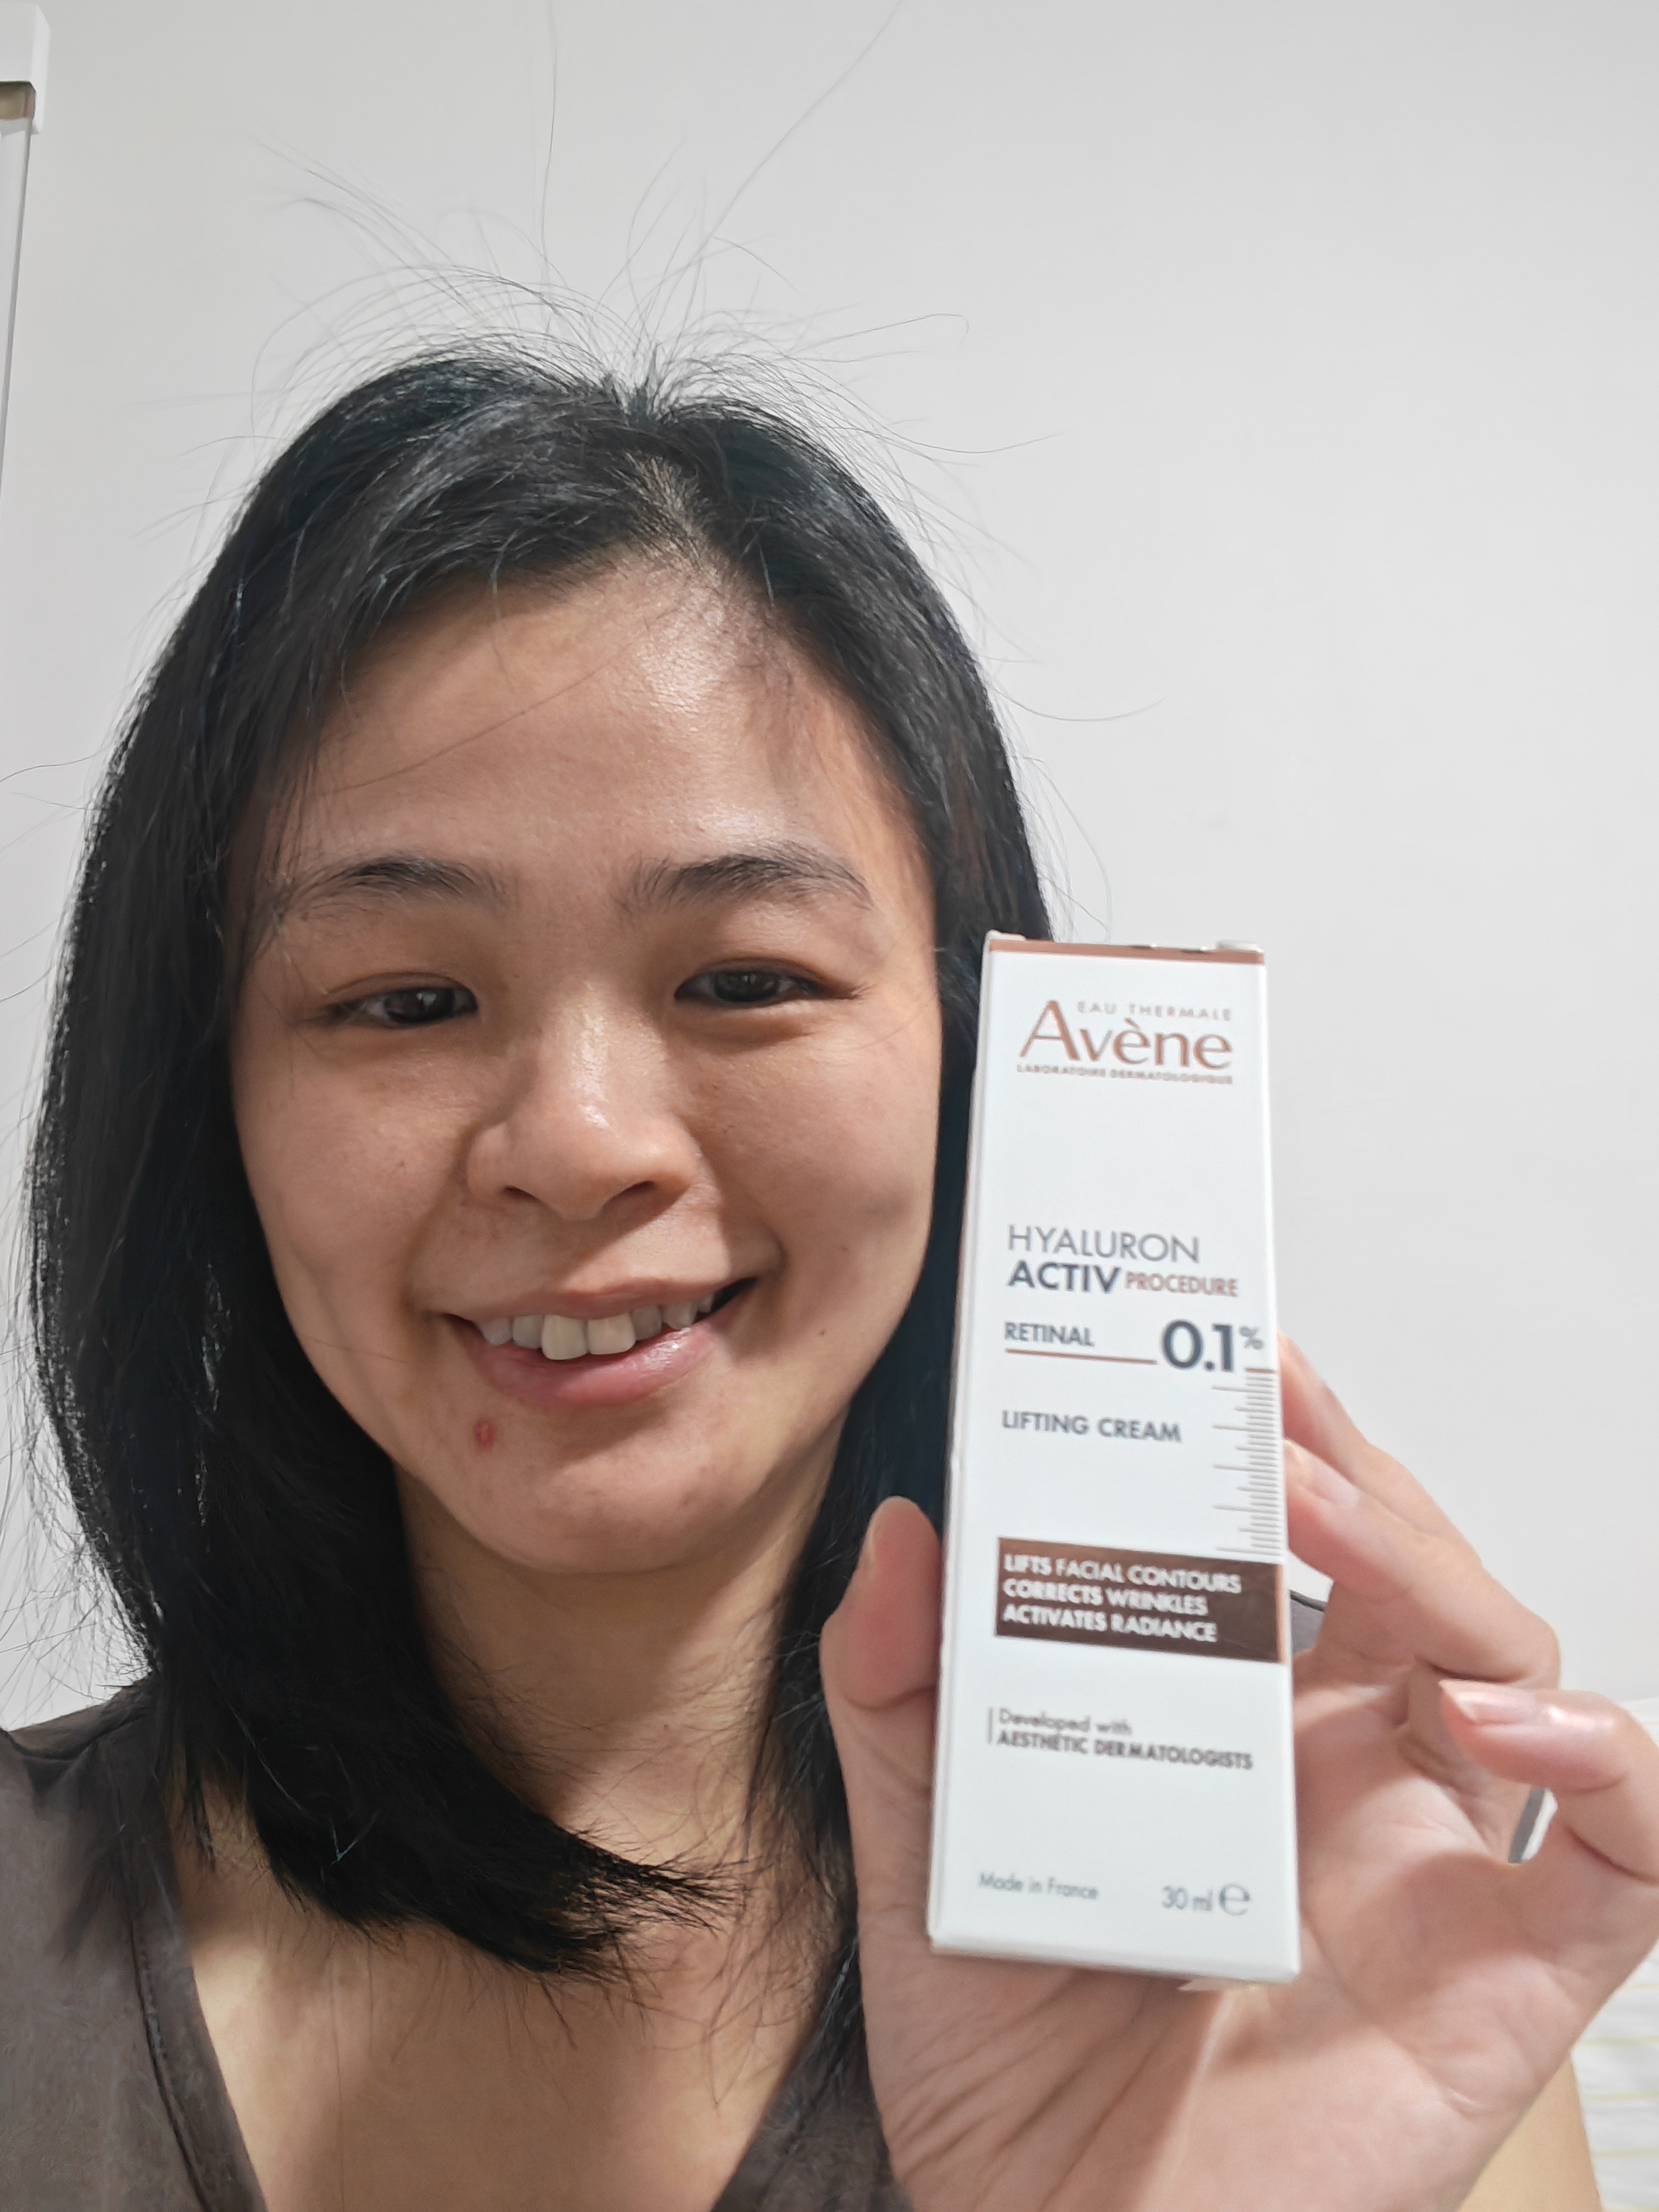 EAU THERMALE
Avène
LABORATOIRE DERMATOLOGIQUE
HYALURON
ACTIV PROCEDURE
RETINAL 0.1%
LIFTING CREAM
LIFTS FACIAL CONTOURS
CORRECTS WRINKLES
ACTIVATES RADIANCE
Developed with
AESTHETIC DERMATOLOGISTS
Made in France 30 ml ℮